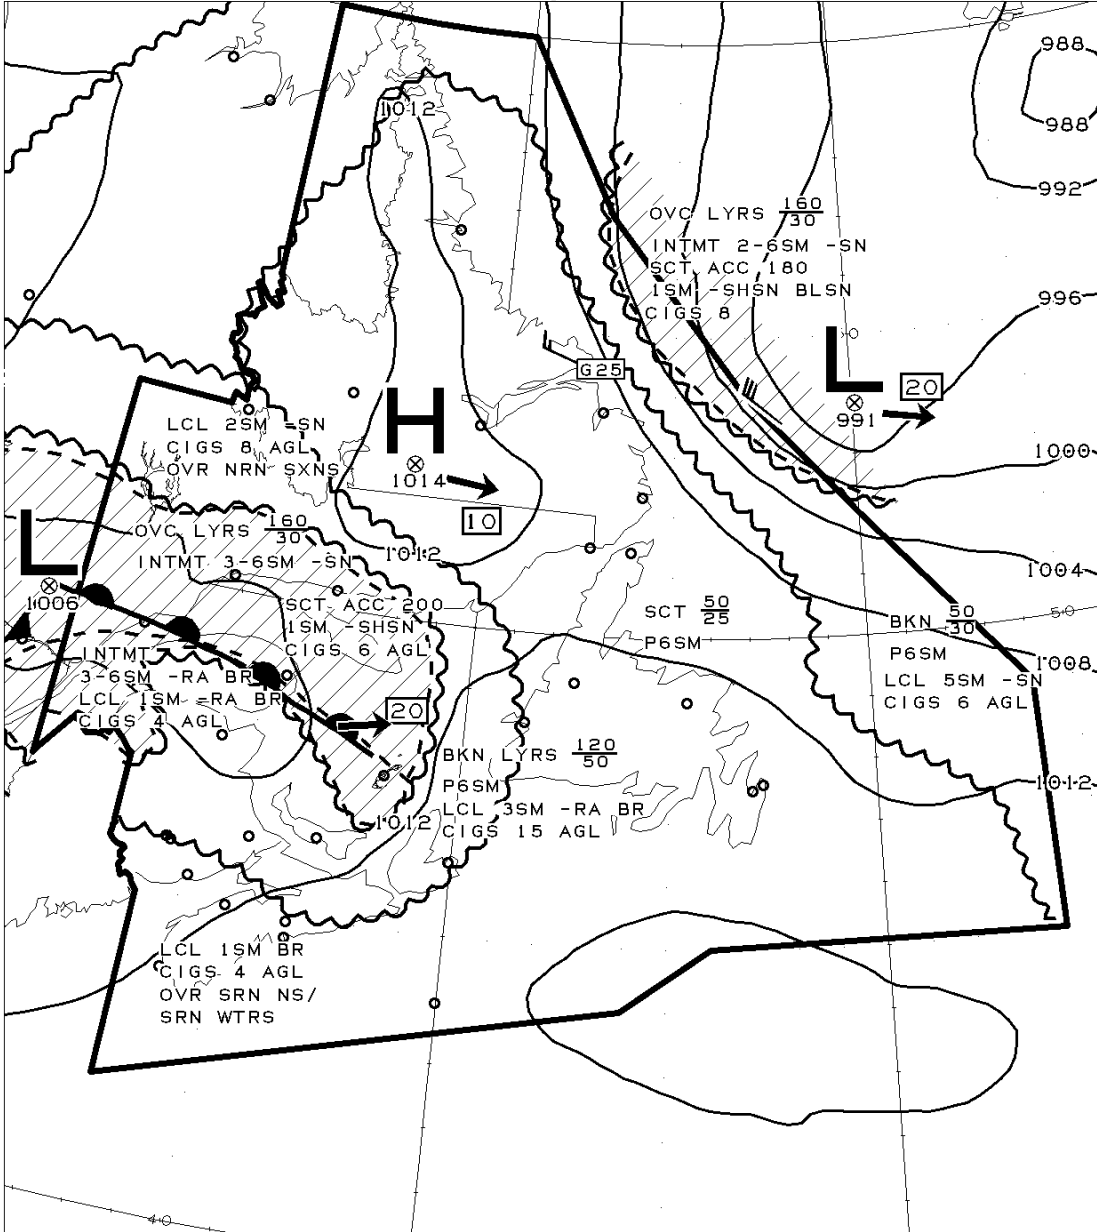 988
1012
988
992
OVC LYRS 160/30
INTMT 2-6SM -SN
SCT ACC 180
1SM -SHSN BLSN
CIGS 8
996
L
G25
20
H
991
LCL 2SM -SN
CIGS 8 AGL
OVR NRN SXNS
1000
1014
10
L
OVC LYRS 160/30
1012
INTMT 3-6SM -SN
1004
1006
SCT ACC 200
1SM -SHSN
CIGS 6 AGL
SCT 50/25
P6SM
BKN 50/30
50
P6SM
1008
LCL 5SM -SN
CIGS 6 AGL
INTMT
3-6SM -RA BR
LCL 1SM -RA BR
CIGS 4 AGL
20
BKN LYRS 120/50
P6SM
LCL 3SM -RA BR
CIGS 15 AGL
1012
1012
LCL 1SM BR
CIGS 4 AGL
OVR SRN NS/
SRN WTRS
40